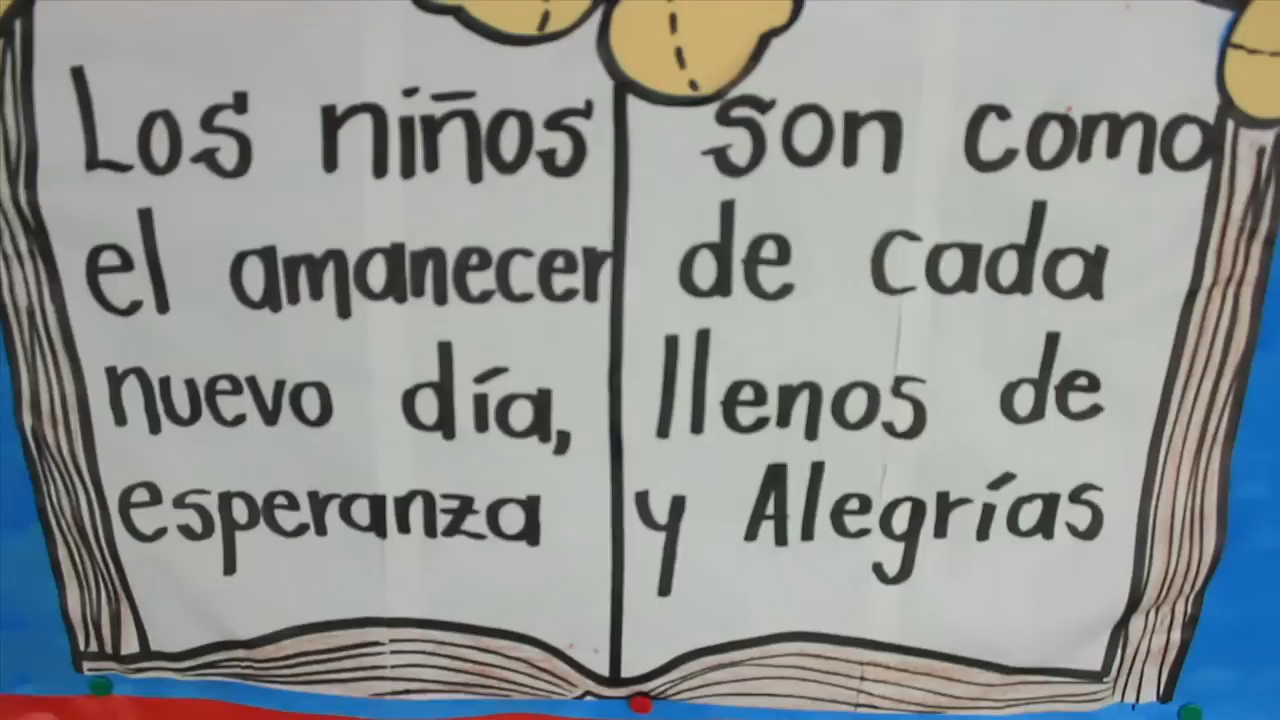 Los niños son como
el amanecer de cada
nuevo día, llenos de
esperanza y Alegrías